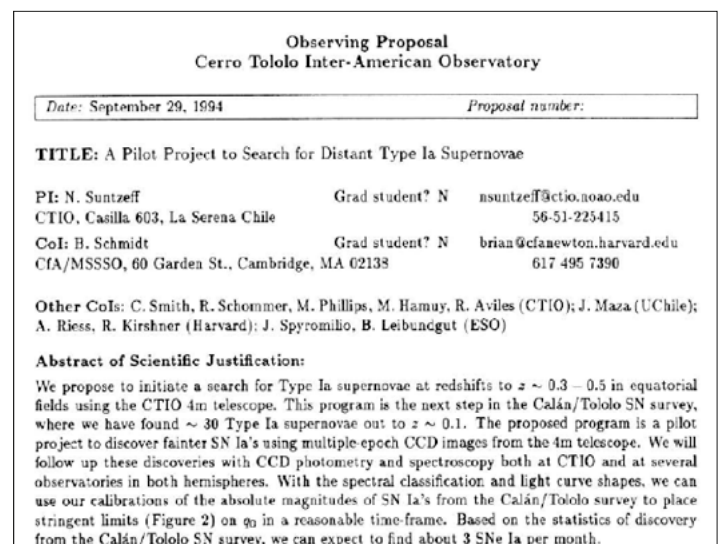 Observing Proposal
Cerro Tololo Inter-American Observatory
Date: September 29, 1994 Proposal number:
TITLE: A Pilot Project to Search for Distant Type Ia Supernovae
PI: N. Suntzeff Grad student? N nsuntzeff@ctio.noao.edu
CTIO, Casilla 603, La Serena Chile 56-51-225415
CoI: B. Schmidt Grad student? N brian@cfanewton.harvard.edu
CfA/MSSSO, 60 Garden St., Cambridge, MA 02138 617 495 7390
Other CoIs: C. Smith, R. Schommer, M. Phillips, M. Hamuy, R. Aviles (CTIO); J. Maza (UChile);
A. Riess, R. Kirshner (Harvard); J. Spyromilio, B. Leibundgut (ESO)
Abstract of Scientific Justification:
We propose to initiate a search for Type Ia supernovae at redshifts to z ~ 0.3 – 0.5 in equatorial
fields using the CTIO 4m telescope. This program is the next step in the Calán/Tololo SN survey,
where we have found ~ 30 Type Ia supernovae out to z ~ 0.1. The proposed program is a pilot
project to discover fainter SN Ia's using multiple-epoch CCD images from the 4m telescope. We will
follow up these discoveries with CCD photometry and spectroscopy both at CTIO and at several
observatories in both hemispheres. With the spectral classification and light curve shapes, we can
use our calibrations of the absolute magnitudes of SN Ia's from the Calán/Tololo survey to place
stringent limits (Figure 2) on q₀ in a reasonable time-frame. Based on the statistics of discovery
from the Calán/Tololo SN survey, we can expect to find about 3 SNe Ia per month.